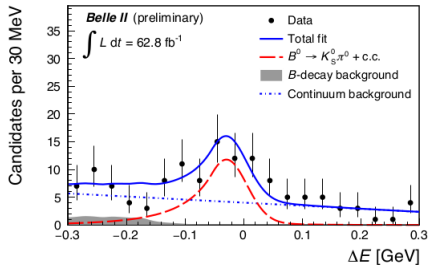 Belle II (preliminary)
∫ L dt = 62.8 fb⁻¹
Data
Total fit
B⁰ → K⁰_S π⁰ + c.c.
B-decay background
Continuum background
Candidates per 30 MeV
35
30
25
20
15
10
5
0
−0.3 −0.2 −0.1 0 0.1 0.2 0.3
ΔE [GeV]